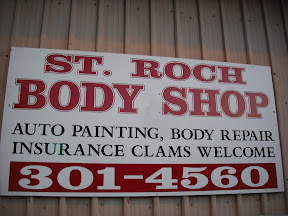 ST. ROCH
BODY SHOP
AUTO PAINTING, BODY REPAIR
INSURANCE CLAMS WELCOME
301-4560